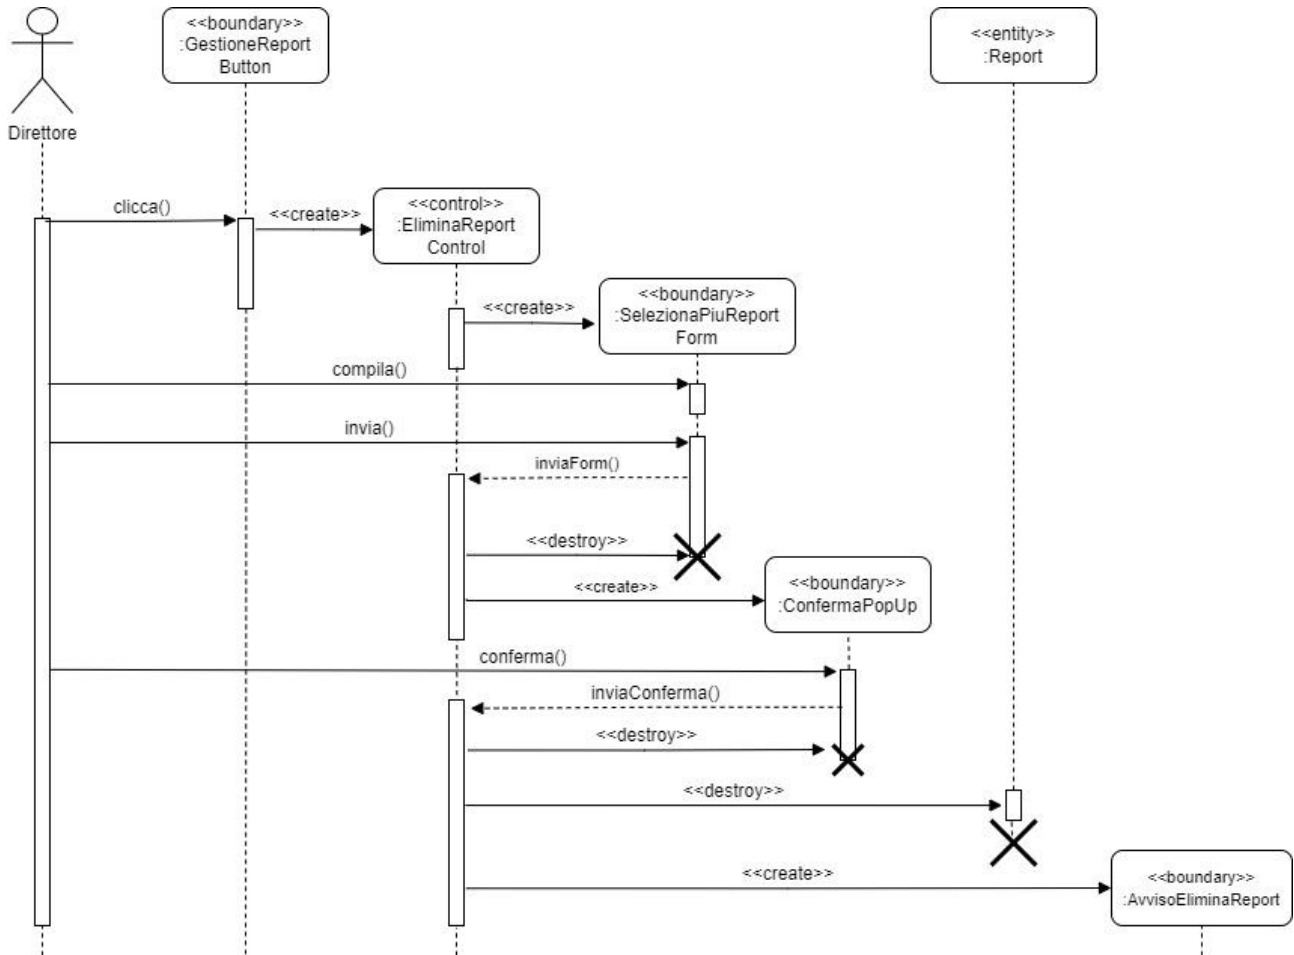 <<boundary>>
:GestioneReport
Button
<<entity>>
:Report
Direttore
clicca()
<<create>>
<<control>>
:EliminaReport
Control
<<create>>
<<boundary>>
:SelezionaPiuReport
Form
compila()
invia()
inviaForm()
<<destroy>>
<<create>>
<<boundary>>
:ConfermaPopUp
conferma()
inviaConferma()
<<destroy>>
<<destroy>>
<<create>>
<<boundary>>
:AvvisoEliminaReport